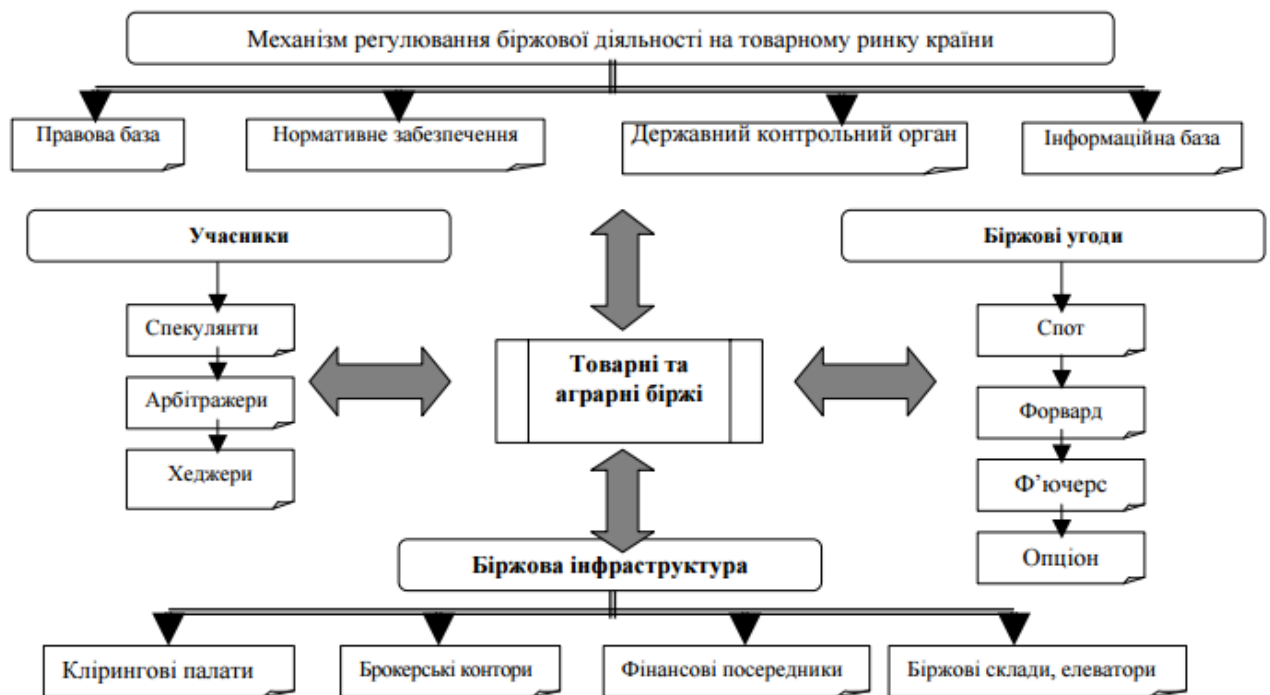 Механізм регулювання біржової діяльності на товарному ринку країни
Правова база
Нормативне забезпечення
Державний контрольний орган
Інформаційна база
Учасники
Біржові угоди
Спекулянти
Арбітражери
Хеджери
Товарні та
аграрні біржі
Спот
Форвард
Ф’ючерс
Опціон
Біржова інфраструктура
Клірингові палати
Брокерські контори
Фінансові посередники
Біржові склади, елеватори